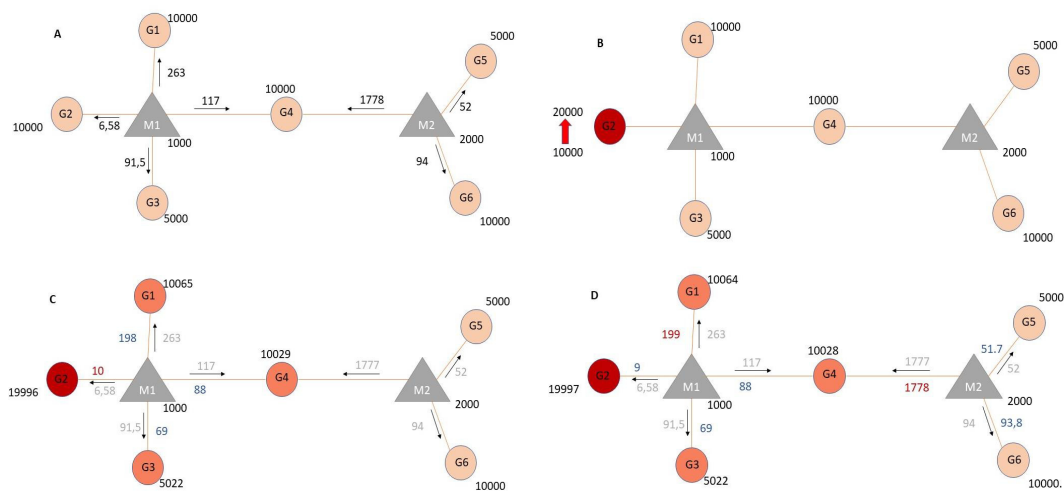 A
10000
G1
263
G2
10000
6,58
M1
1000
91,5
G3
5000
117
10000
G4
1778
M2
2000
52
G5
5000
94
G6
10000
B
10000
G1
20000
10000
G2
M1
1000
G3
5000
10000
G4
M2
2000
5000
G5
G6
10000
C
10065
G1
198
263
G2
19996
10
6,58
M1
1000
91,5
69
G3
5022
117
88
10029
G4
1777
M2
2000
52
G5
5000
94
G6
10000
D
10064
G1
199
263
G2
19997
9
6,58
M1
1000
91,5
69
G3
5022
117
88
10028
G4
1777
1778
M2
2000
51.7
52
5000
G5
94
93,8
G6
10000